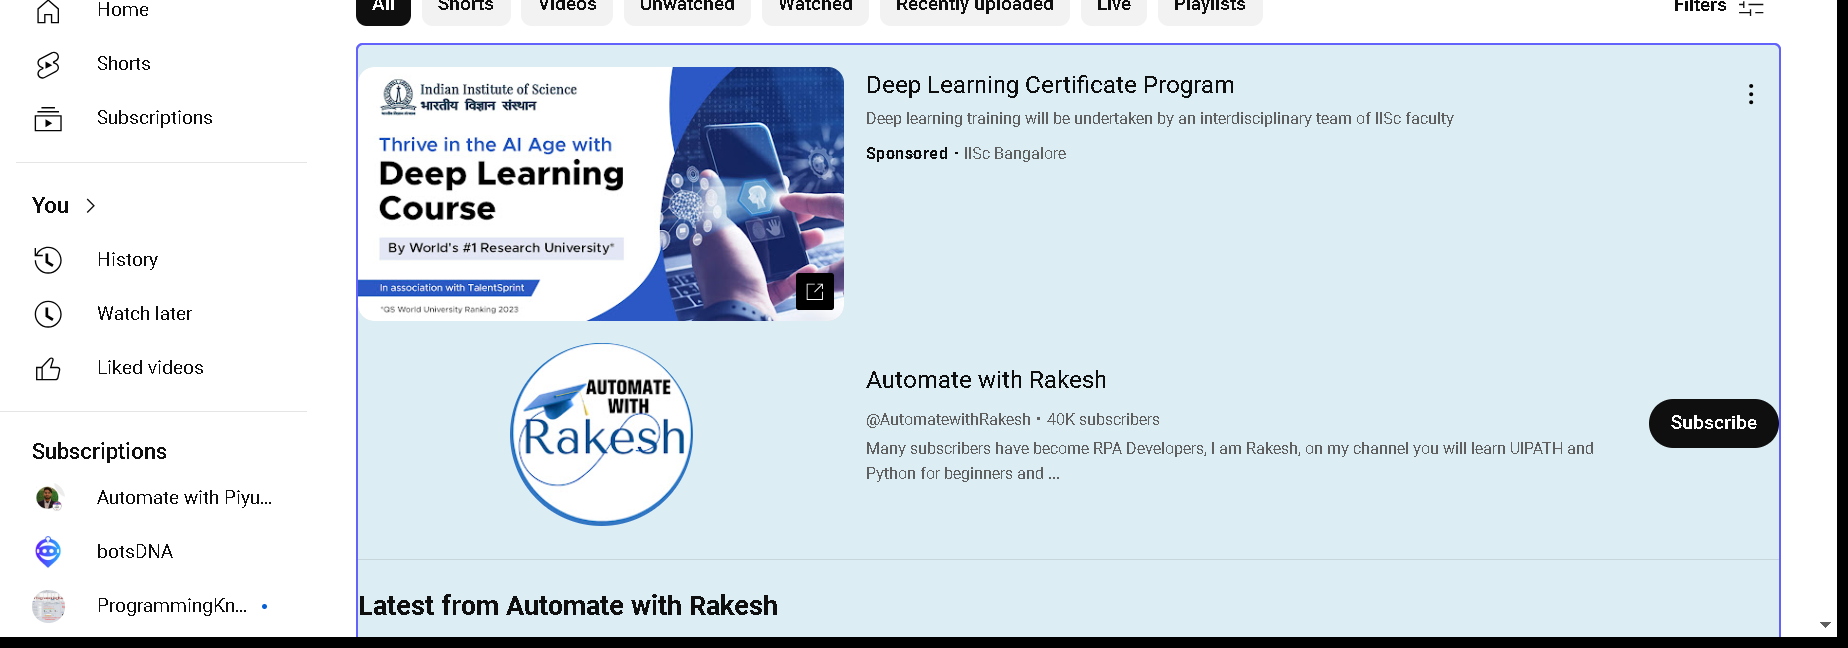 Home
Shorts
Subscriptions
You
History
Watch later
Liked videos
Subscriptions
Automate with Piyu...
botsDNA
ProgrammingKn...
All
Shorts
Videos
Unwatched
Watched
Recently uploaded
Live
Playlists
Filters
Indian Institute of Science
भारतीय विज्ञान संस्थान
Thrive in the AI Age with
Deep Learning
Course
By World's #1 Research University*
In association with TalentSprint
*QS World University Ranking 2023
Deep Learning Certificate Program
Deep learning training will be undertaken by an interdisciplinary team of IISc faculty
Sponsored · IISc Bangalore
AUTOMATE
WITH
Rakesh
Automate with Rakesh
@AutomatewithRakesh · 40K subscribers
Many subscribers have become RPA Developers, I am Rakesh, on my channel you will learn UIPATH and
Python for beginners and ...
Subscribe
Latest from Automate with Rakesh